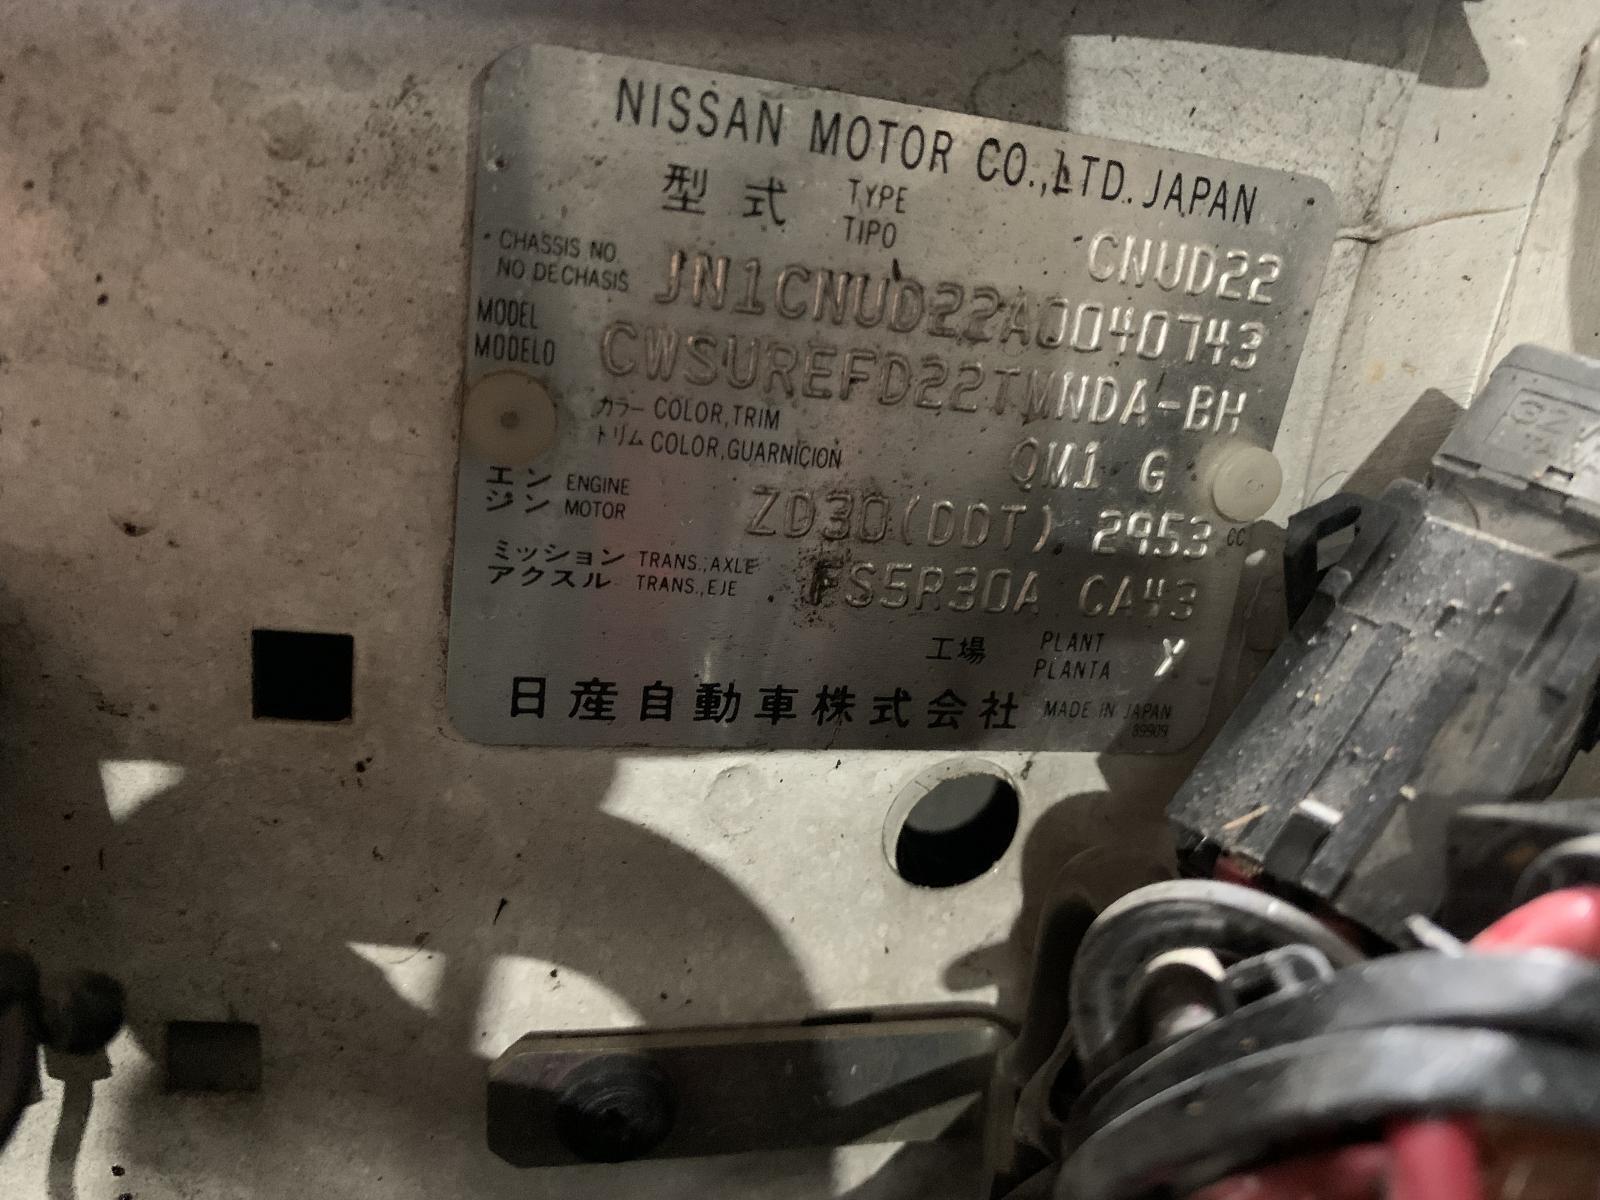 NISSAN MOTOR CO.,LTD. JAPAN
型式 TYPE TIPO CNUD22
CHASSIS NO. NO. DE CHASIS JN1CNUD22A0040743
MODEL MODELO CWSUREFD22TMNDA-BH
カラー COLOR,TRIM
トリム COLOR,GUARNICION QM1 G
エンジン ENGINE MOTOR ZD30(DDT) 2953 CC
ミッション TRANS.,AXLE
アクスル TRANS.,EJE FS5R30A CA43
工場 PLANT PLANTA X
日産自動車株式会社 MADE IN JAPAN
89909